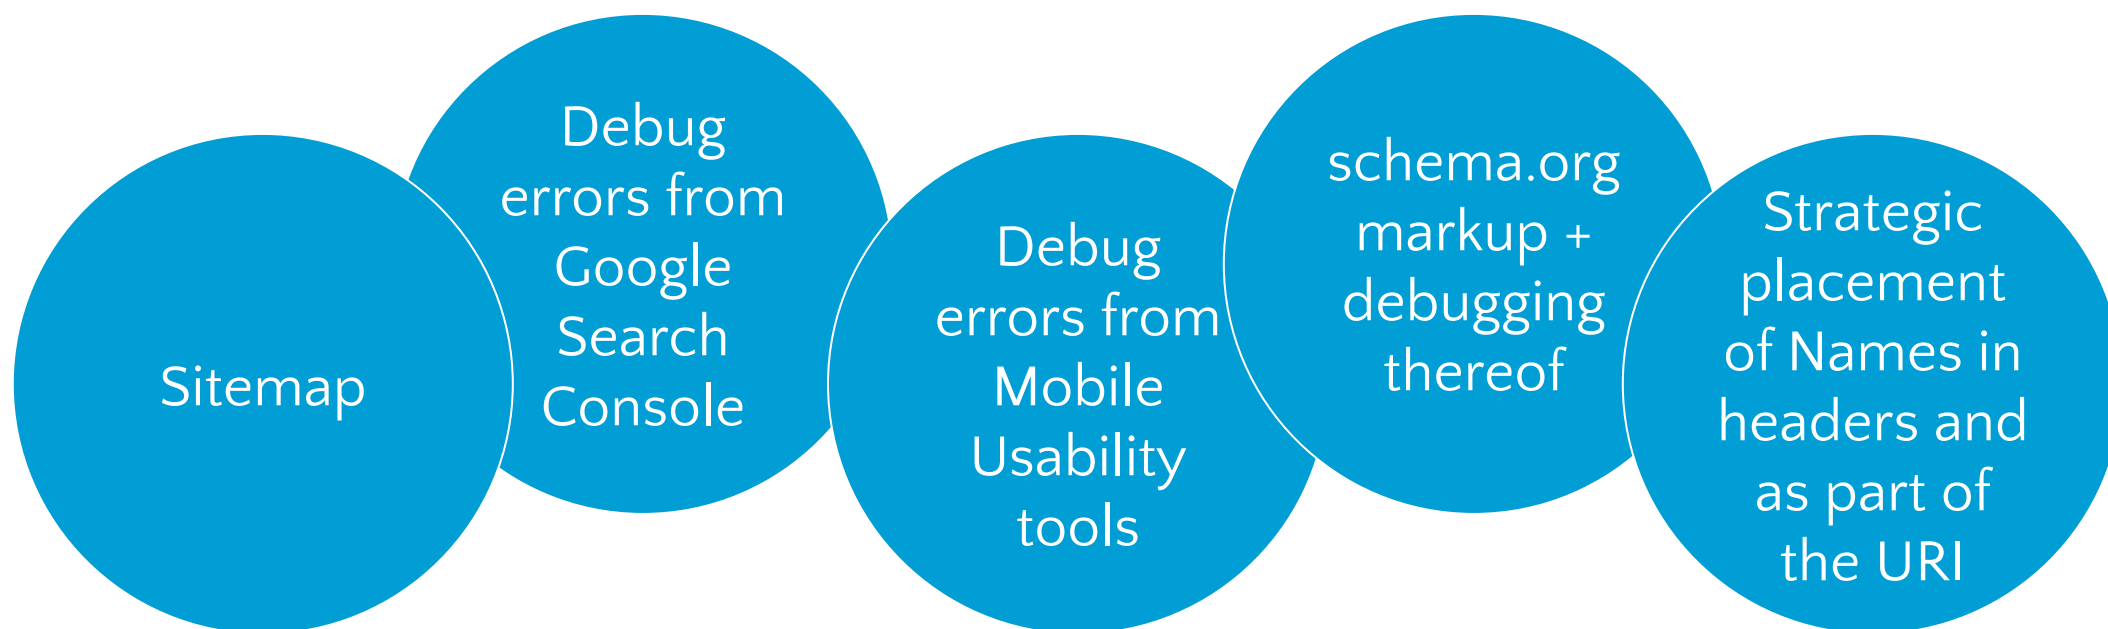 Sitemap
Debug
errors from
Google
Search
Console
Debug
errors from
Mobile
Usability
tools
schema.org
markup +
debugging
thereof
Strategic
placement
of Names in
headers and
as part of
the URI